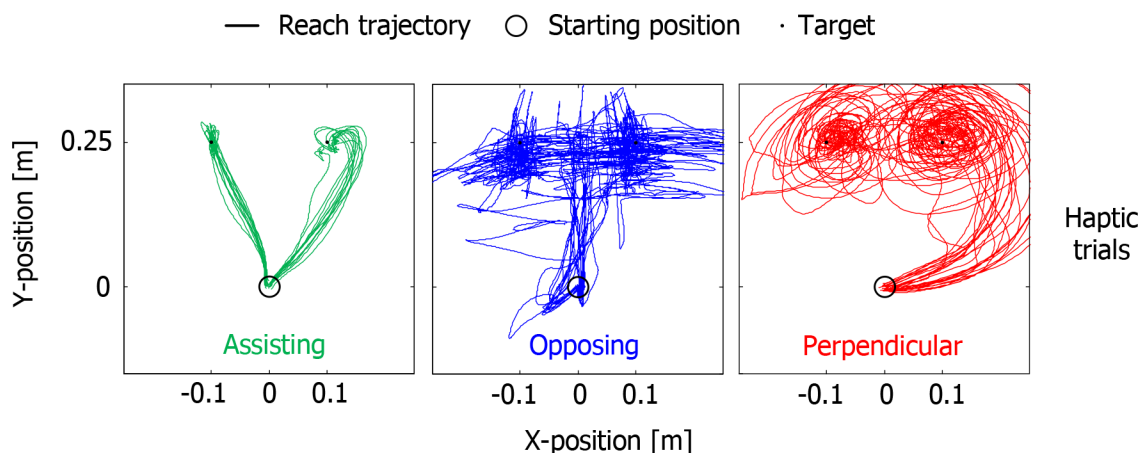 Reach trajectory Starting position Target
Y-position [m]
0.25
0
Assisting
Opposing
Perpendicular
Haptic
trials
-0.1 0 0.1 -0.1 0 0.1 -0.1 0 0.1
X-position [m]